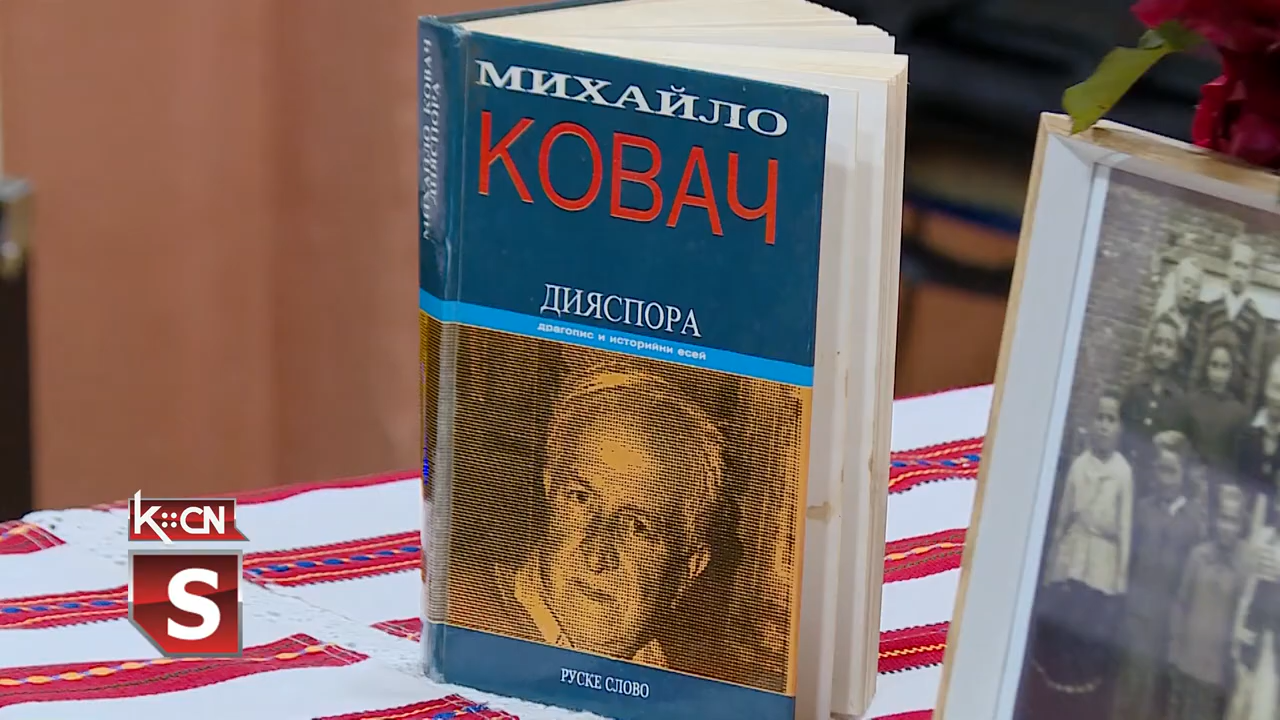 МИХАЙЛО
КОВАЧ
ДИЯСПОРА
драгопис и историйни есей
РУСКЕ СЛОВО
МИХАЙЛО КОВАЧ
ДИЯСПОРА
K::CN
S